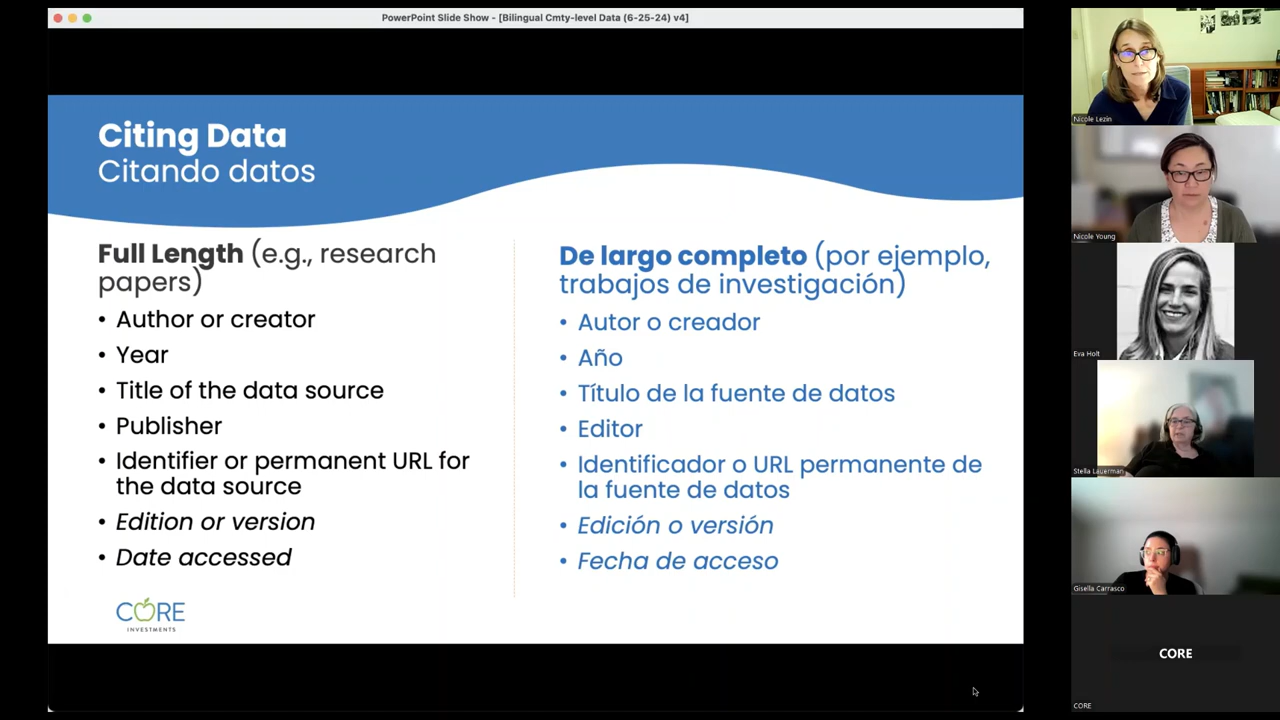 PowerPoint Slide Show - [Bilingual Cmty-level Data (6-25-24) v4]
Citing Data
Citando datos
Full Length (e.g., research
papers)
• Author or creator
• Year
• Title of the data source
• Publisher
• Identifier or permanent URL for
the data source
• Edition or version
• Date accessed
De largo completo (por ejemplo,
trabajos de investigación)
• Autor o creador
• Año
• Título de la fuente de datos
• Editor
• Identificador o URL permanente de
la fuente de datos
• Edición o versión
• Fecha de acceso
CORE
INVESTMENTS
Nicole Lezin
Nicole Young
Eva Holt
Stella Lauerman
Gisella Carrasco
CORE
CORE